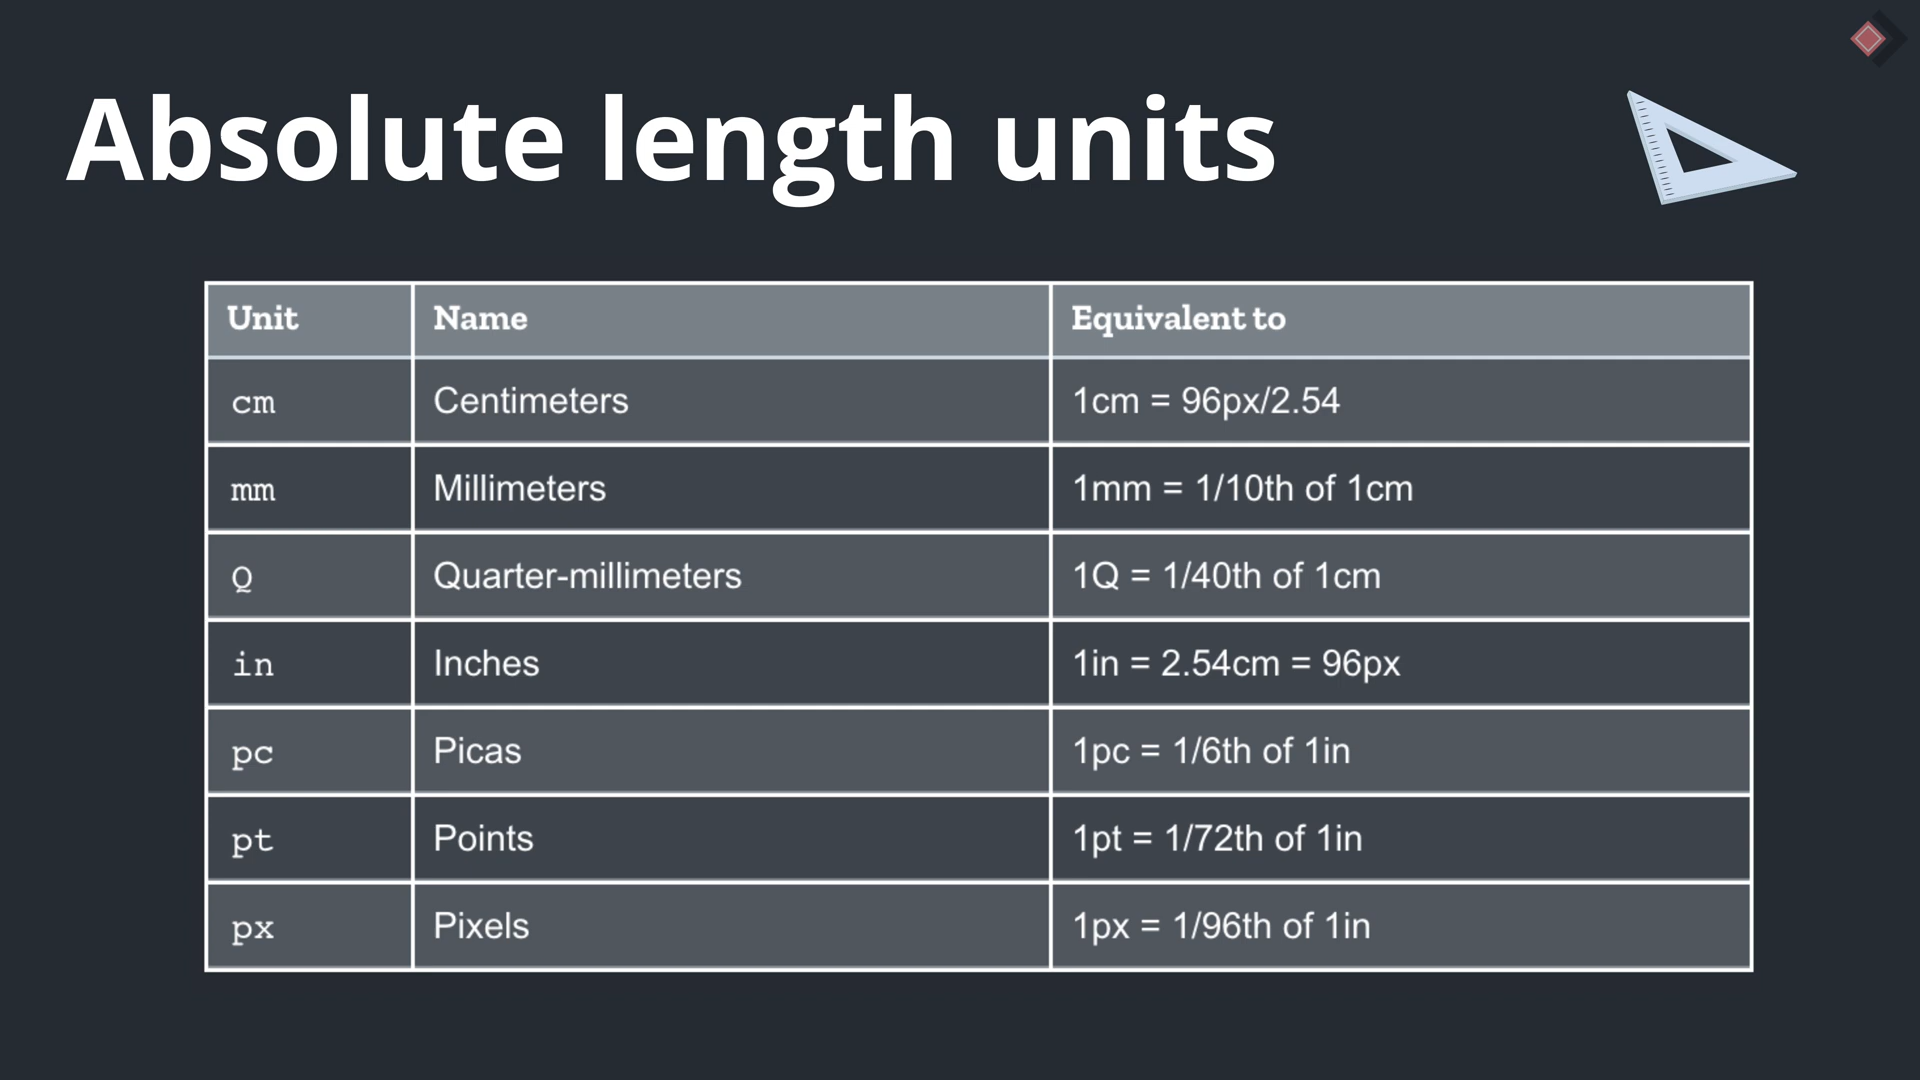 Absolute length units
Unit Name Equivalent to
cm Centimeters 1cm = 96px/2.54
mm Millimeters 1mm = 1/10th of 1cm
Q Quarter-millimeters 1Q = 1/40th of 1cm
in Inches 1in = 2.54cm = 96px
pc Picas 1pc = 1/6th of 1in
pt Points 1pt = 1/72th of 1in
px Pixels 1px = 1/96th of 1in